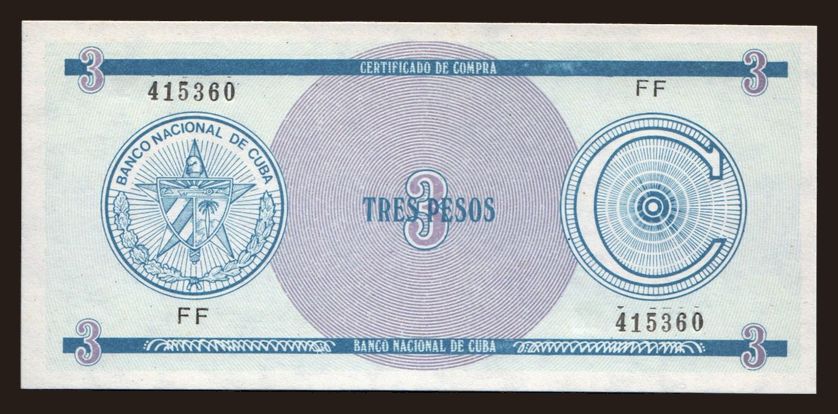 3 CERTIFICADO DE COMPRA 3
415360 FF
BANCO NACIONAL DE CUBA
C
3
TRES PESOS
FF 415360
3 BANCO NACIONAL DE CUBA 3